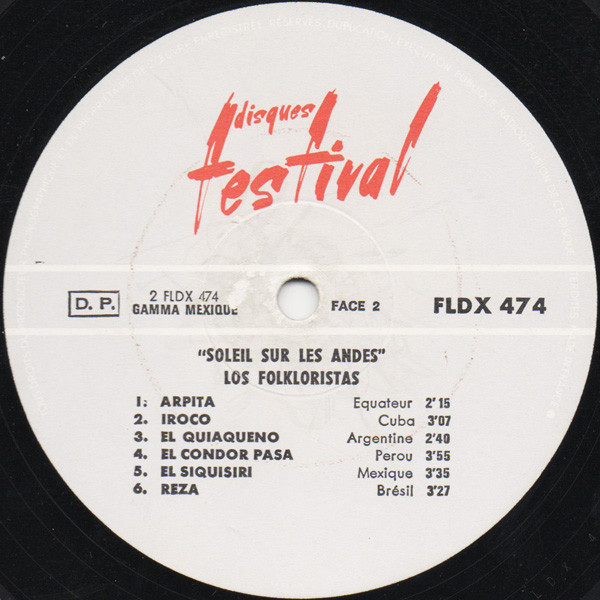 disques
festival
D. P.
2 FLDX 474
GAMMA MEXIQUE
FACE 2
FLDX 474
"SOLEIL SUR LES ANDES"
LOS FOLKLORISTAS
1. ARPITA Equateur 2'15
2. IROCO Cuba 3'07
3. EL QUIAQUENO Argentine 2'40
4. EL CONDOR PASA Perou 3'55
5. EL SIQUISIRI Mexique 3'35
6. REZA Brésil 3'27